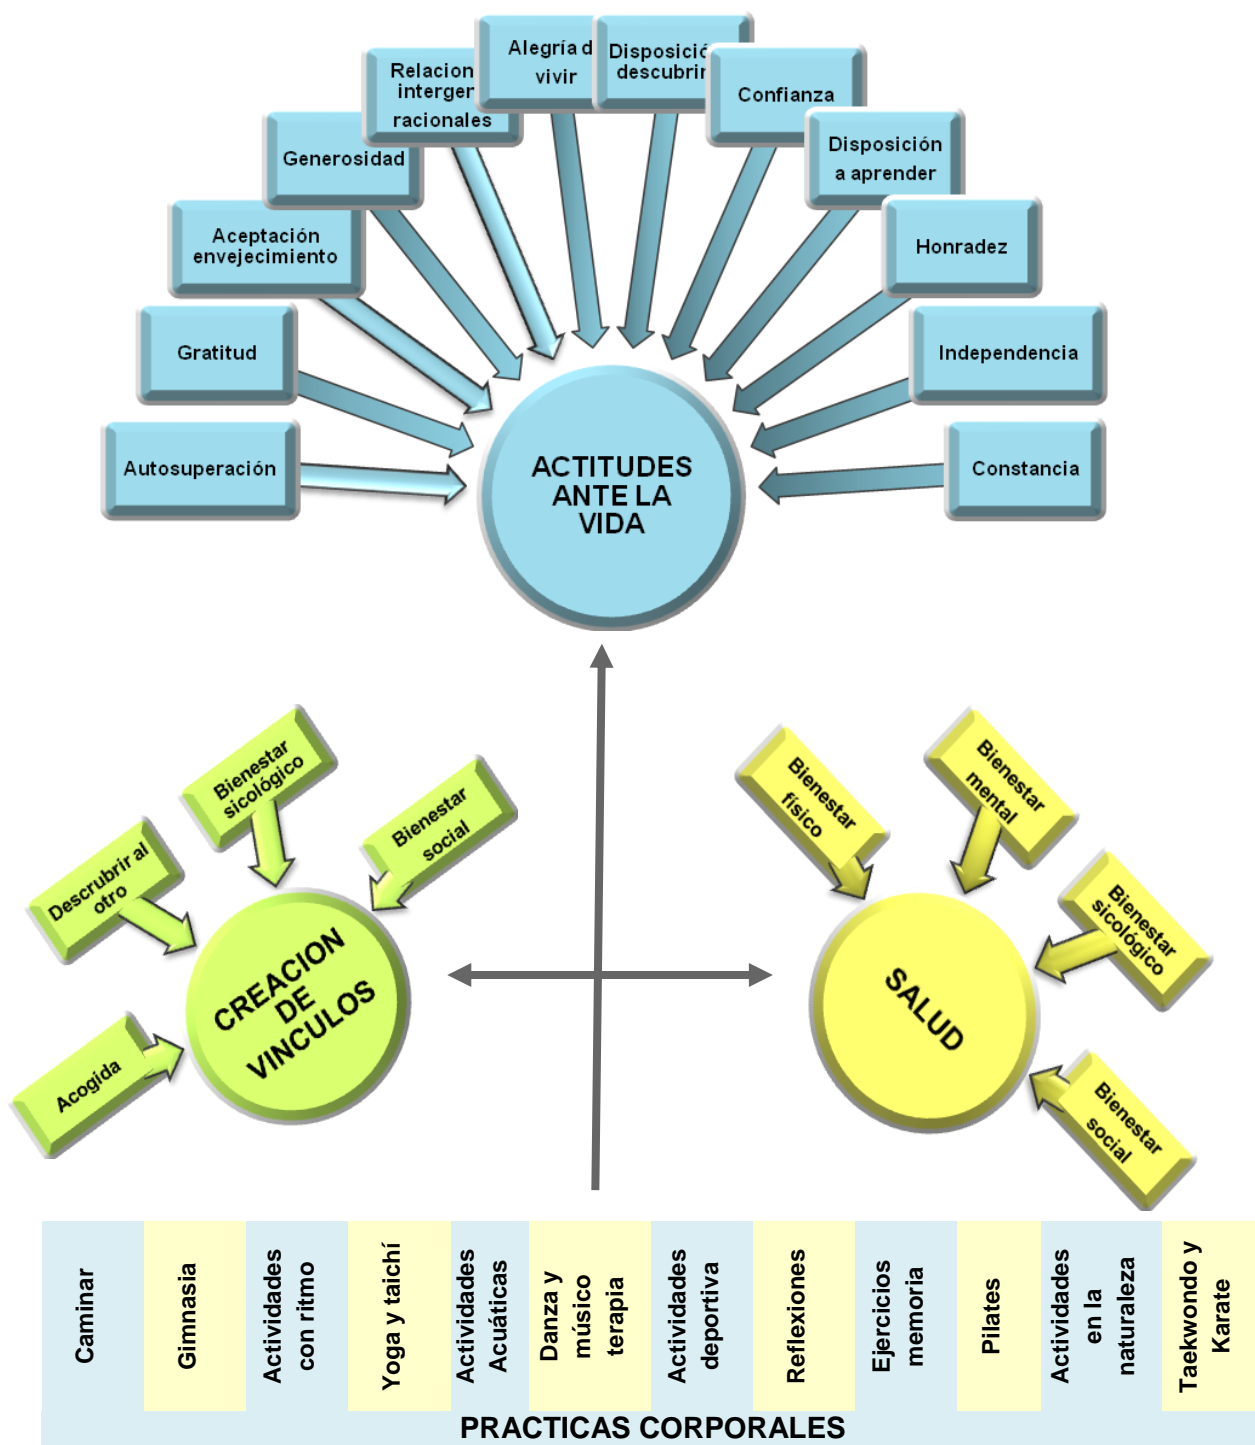 Alegría d
vivir
Disposició
descubrir
Relacion
intergen
racionales
Confianza
Generosidad
Disposición
a aprender
Aceptación
envejecimiento
Honradez
Gratitud
Independencia
Autosuperación
Constancia
ACTITUDES
ANTE LA
VIDA
Bienestar
sicológico
Bienestar
social
Descrubrir al
otro
Acogida
CREACION
DE
VINCULOS
Bienestar
físico
Bienestar
mental
Bienestar
sicológico
Bienestar
social
SALUD
Caminar
Gimnasia
Actividades
con ritmo
Yoga y taichí
Actividades
Acuáticas
Danza y
músico
terapia
Actividades
deportiva
Reflexiones
Ejercicios
memoria
Pilates
Actividades
en la
naturaleza
Taekwondo y
Karate
PRACTICAS CORPORALES